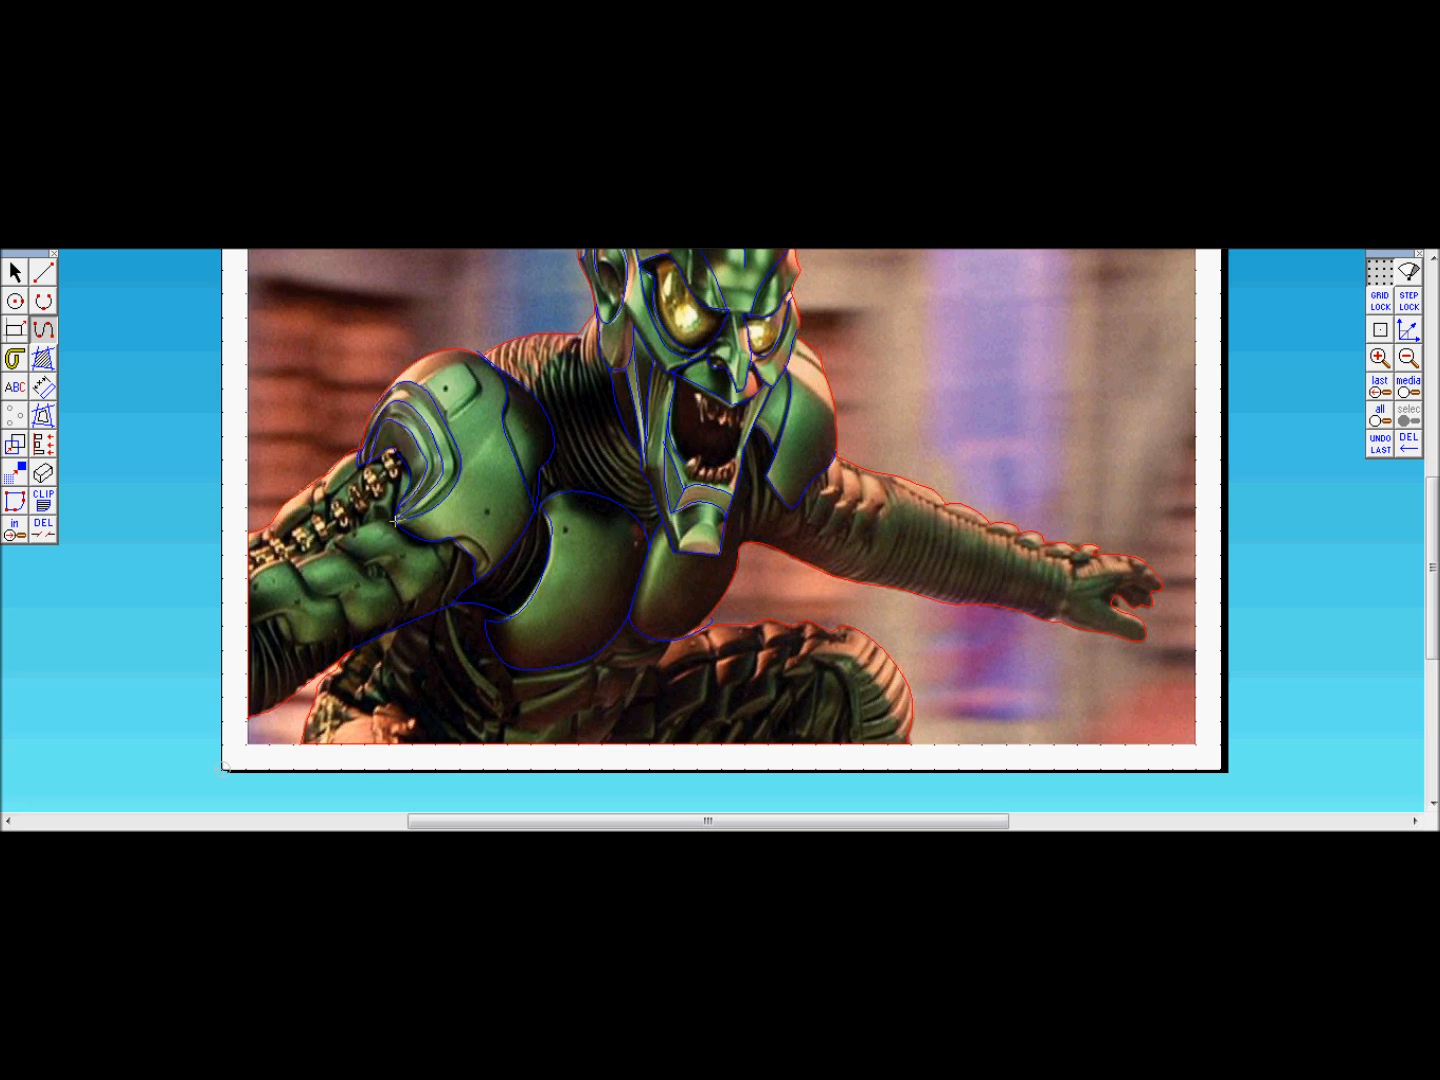 ABC
CLIP
in
DEL
GRID
LOCK
STEP
LOCK
last
media
all
selec
UNDO
LAST
DEL